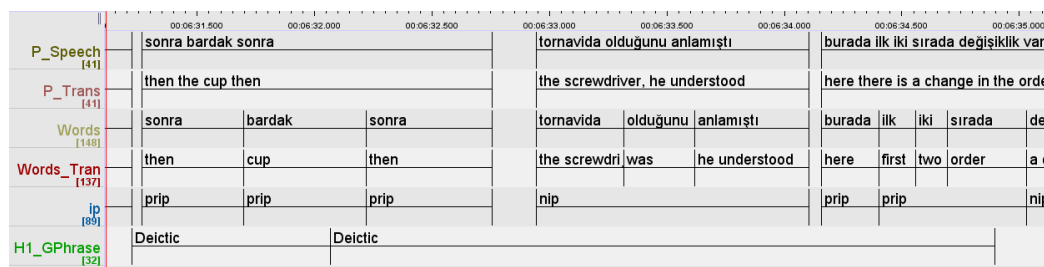 00:06:31.500 00:06:32.000 00:06:32.500 00:06:33.000 00:06:33.500 00:06:34.000 00:06:34.500 00:06:35.00
P_Speech [41] sonra bardak sonra tornavida olduğunu anlamıştı burada ilk iki sırada değişiklik var
P_Trans [41] then the cup then the screwdriver, he understood here there is a change in the orde
Words [148] sonra bardak sonra tornavida olduğunu anlamıştı burada ilk iki sırada de
Words_Tran [137] then cup then the screwdri was he understood here first two order a
ip [89] prip prip prip nip prip prip nip
H1_GPhrase [32] Deictic Deictic